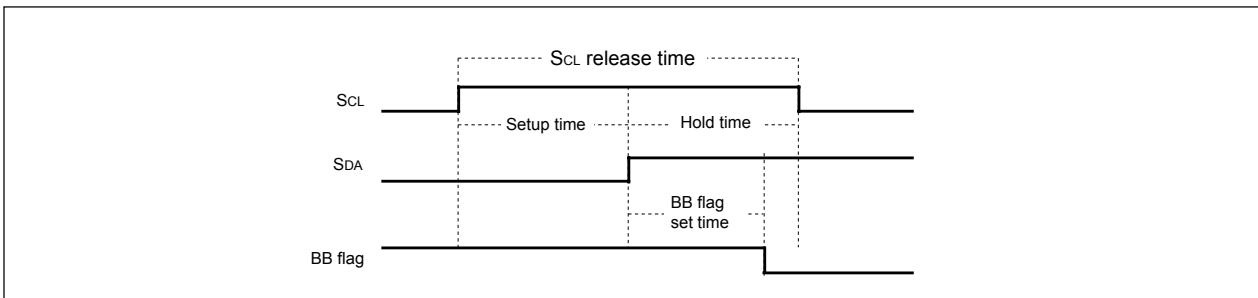 SCL release time
SCL
Setup time
Hold time
SDA
BB flag
set time
BB flag